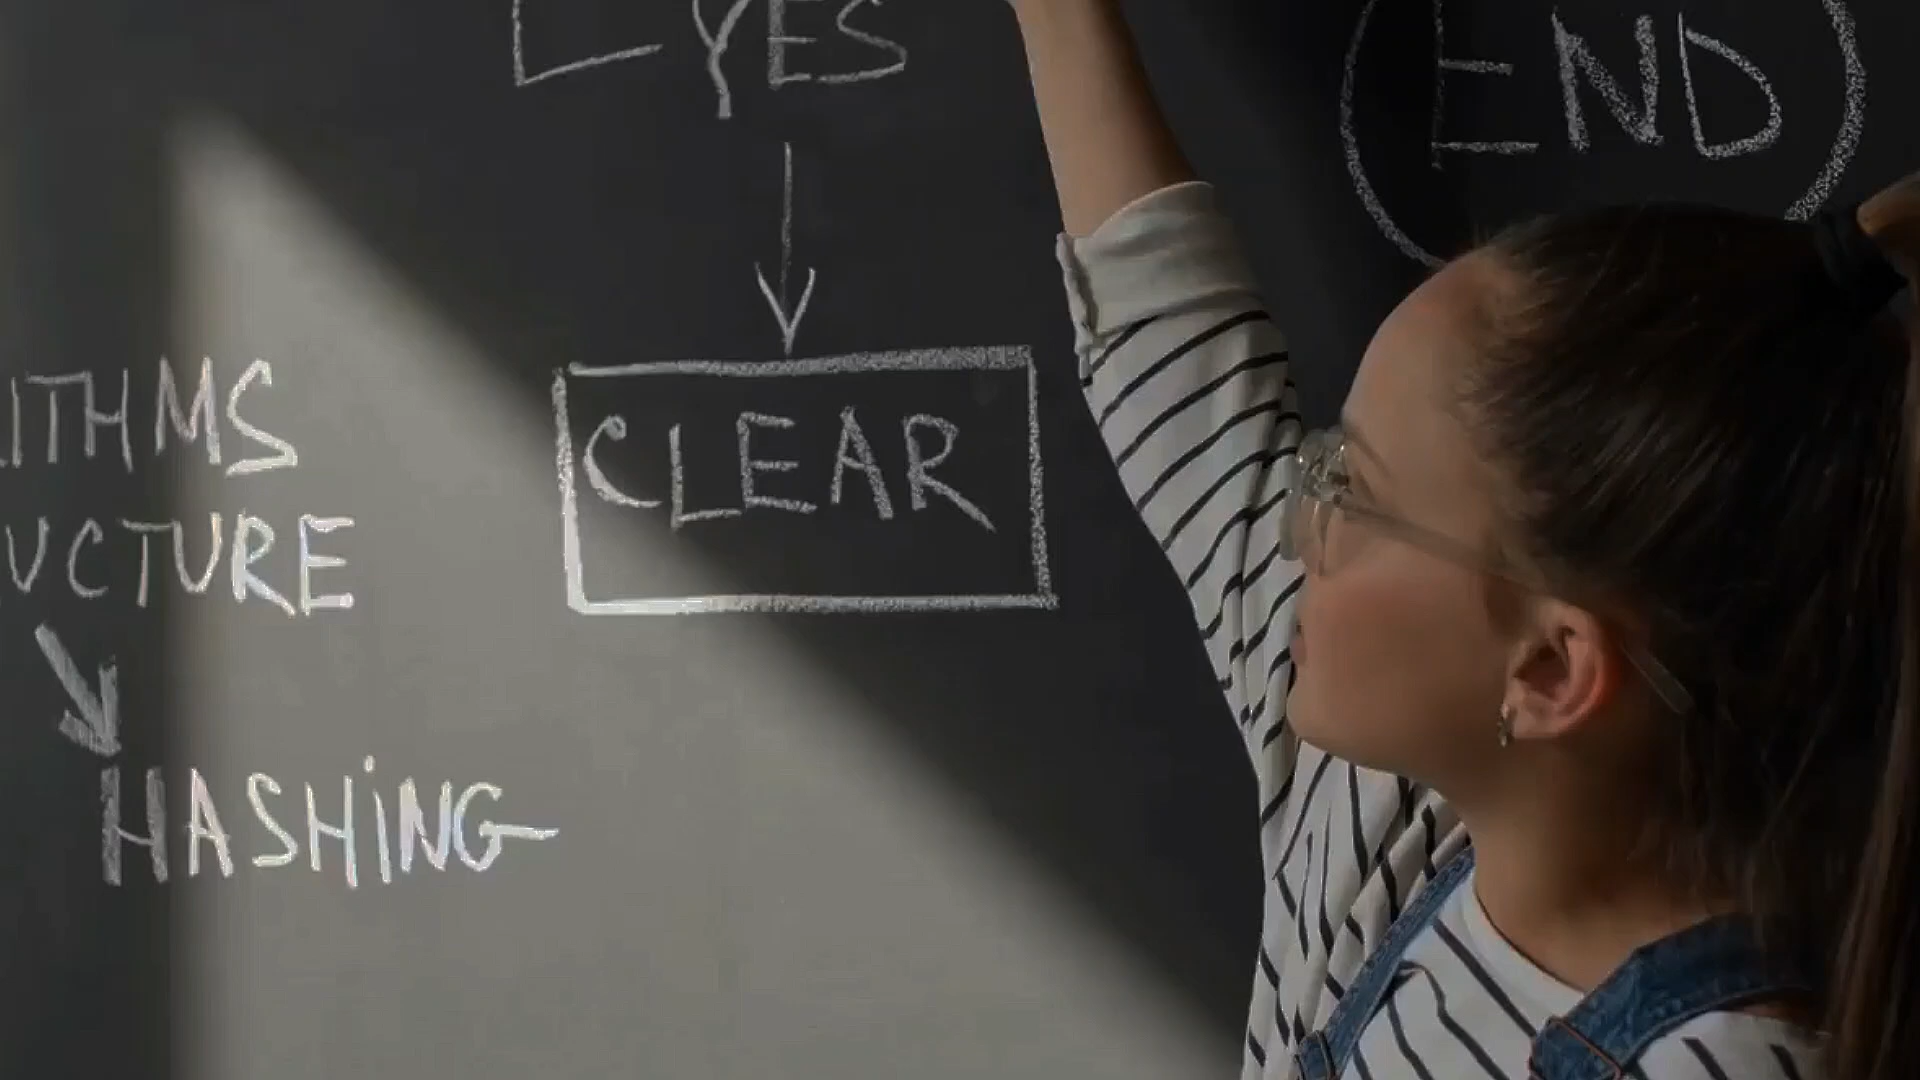 YES
END
ITHMS
CLEAR
UCTURE
HASHING